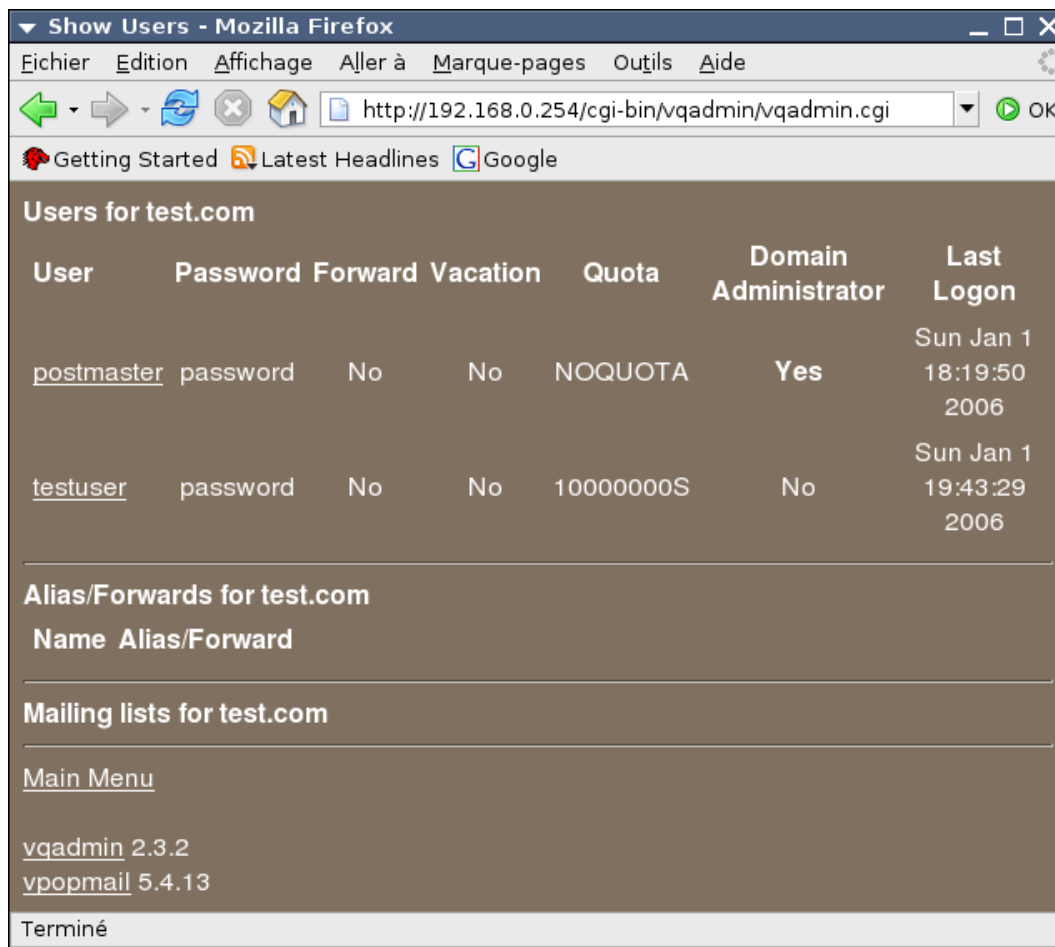 Show Users - Mozilla Firefox
Fichier Edition Affichage Aller à Marque-pages Outils Aide
http://192.168.0.254/cgi-bin/vqadmin/vqadmin.cgi OK
Getting Started Latest Headlines G Google
Users for test.com
User Password Forward Vacation Quota Domain Administrator Last Logon
postmaster password No No NOQUOTA Yes Sun Jan 1 18:19:50 2006
testuser password No No 10000000S No Sun Jan 1 19:43:29 2006
Alias/Forwards for test.com
Name Alias/Forward
Mailing lists for test.com
Main Menu
vqadmin 2.3.2
vpopmail 5.4.13
Terminé